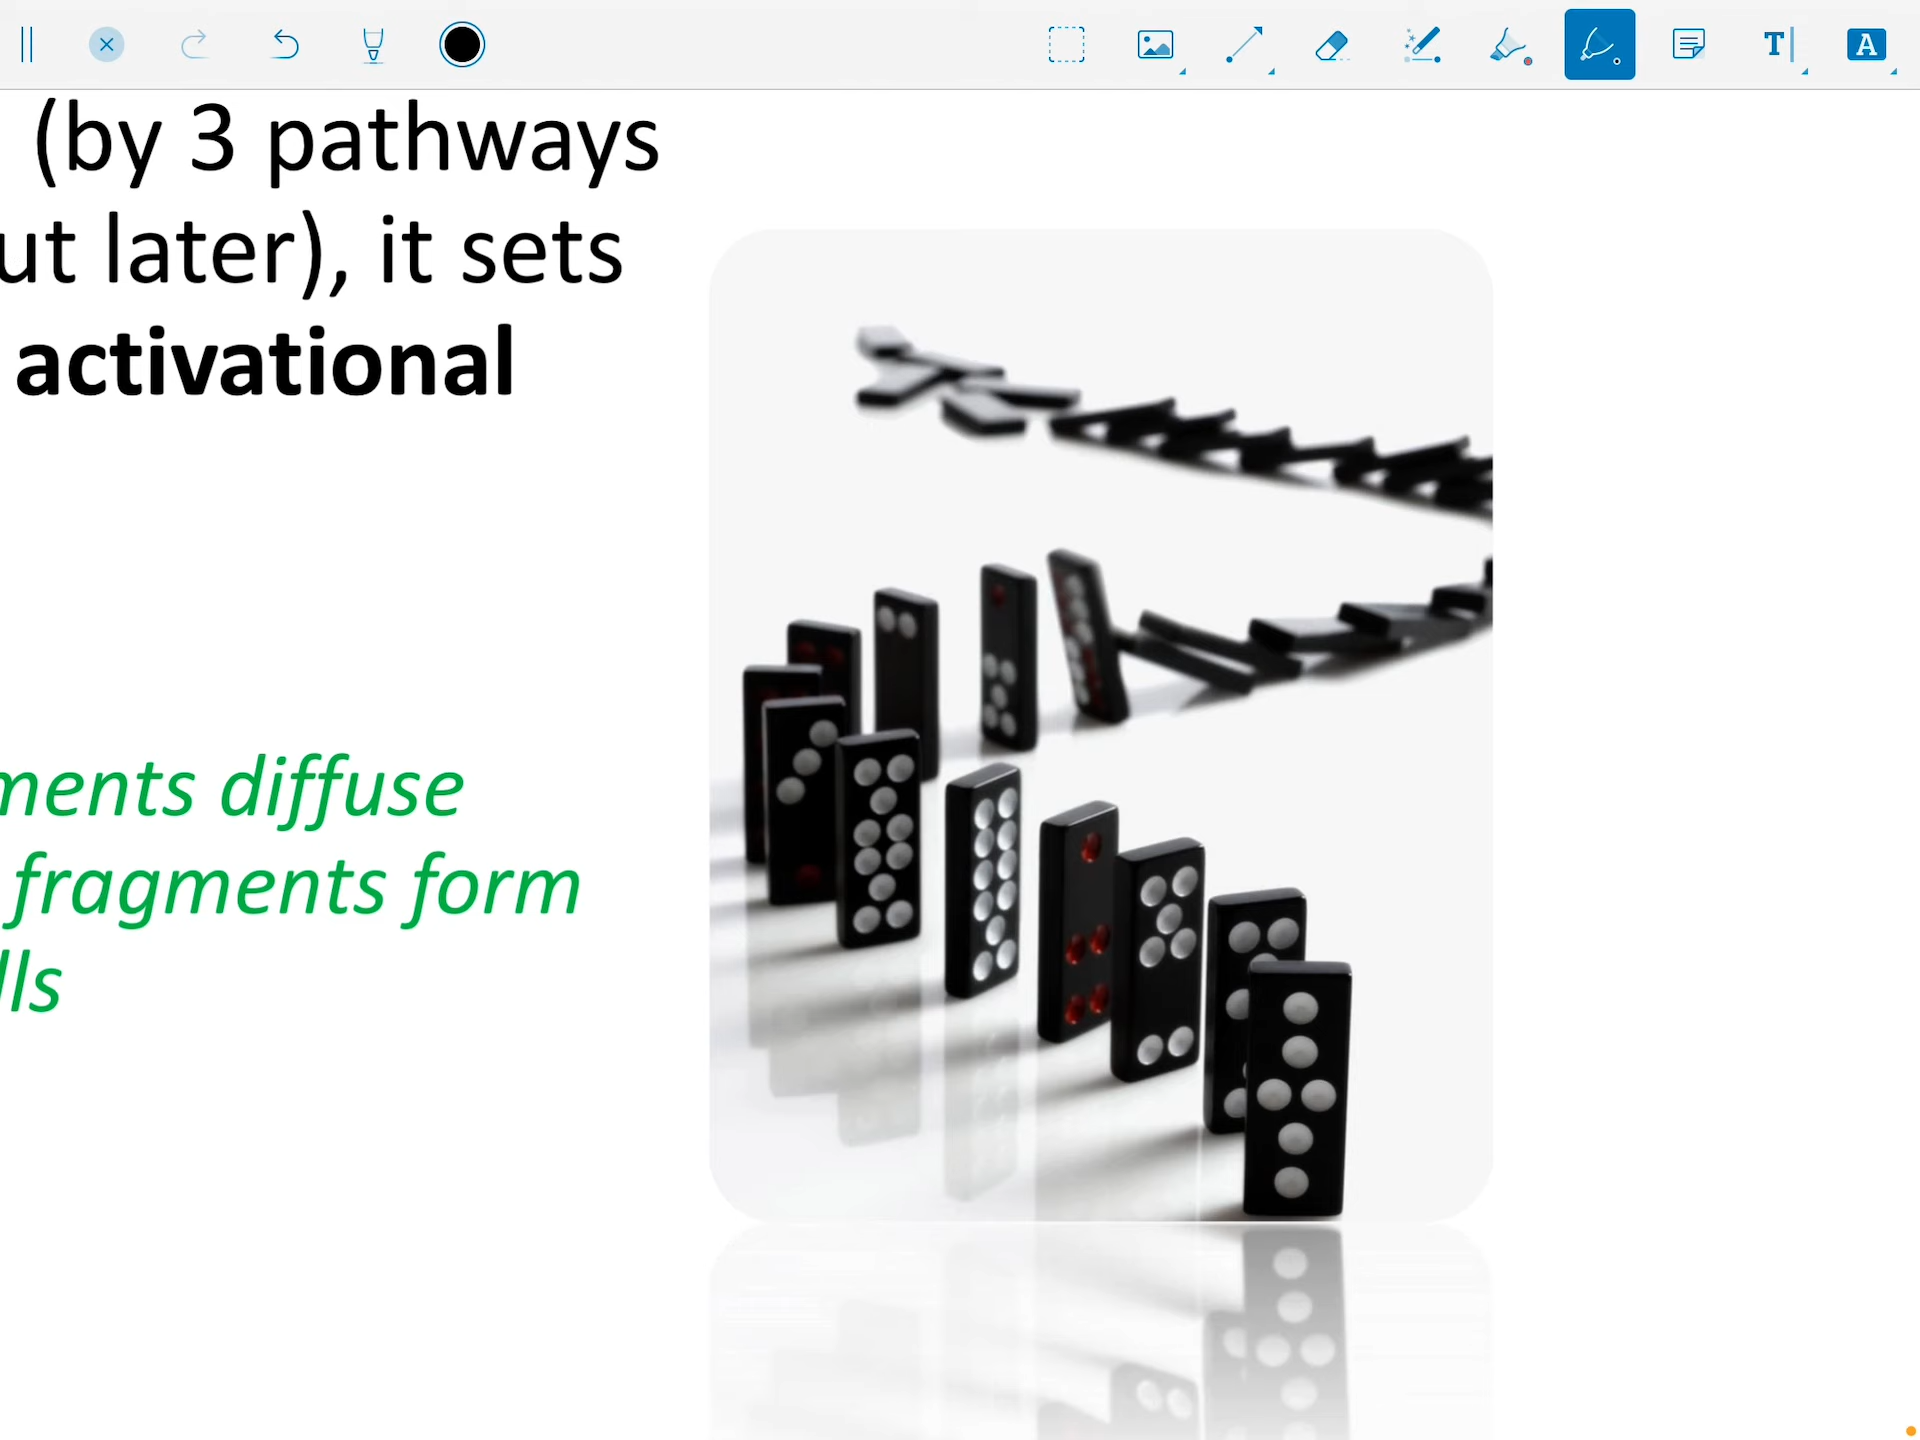 (by 3 pathways
ut later), it sets
activational
ments diffuse
fragments form
lls